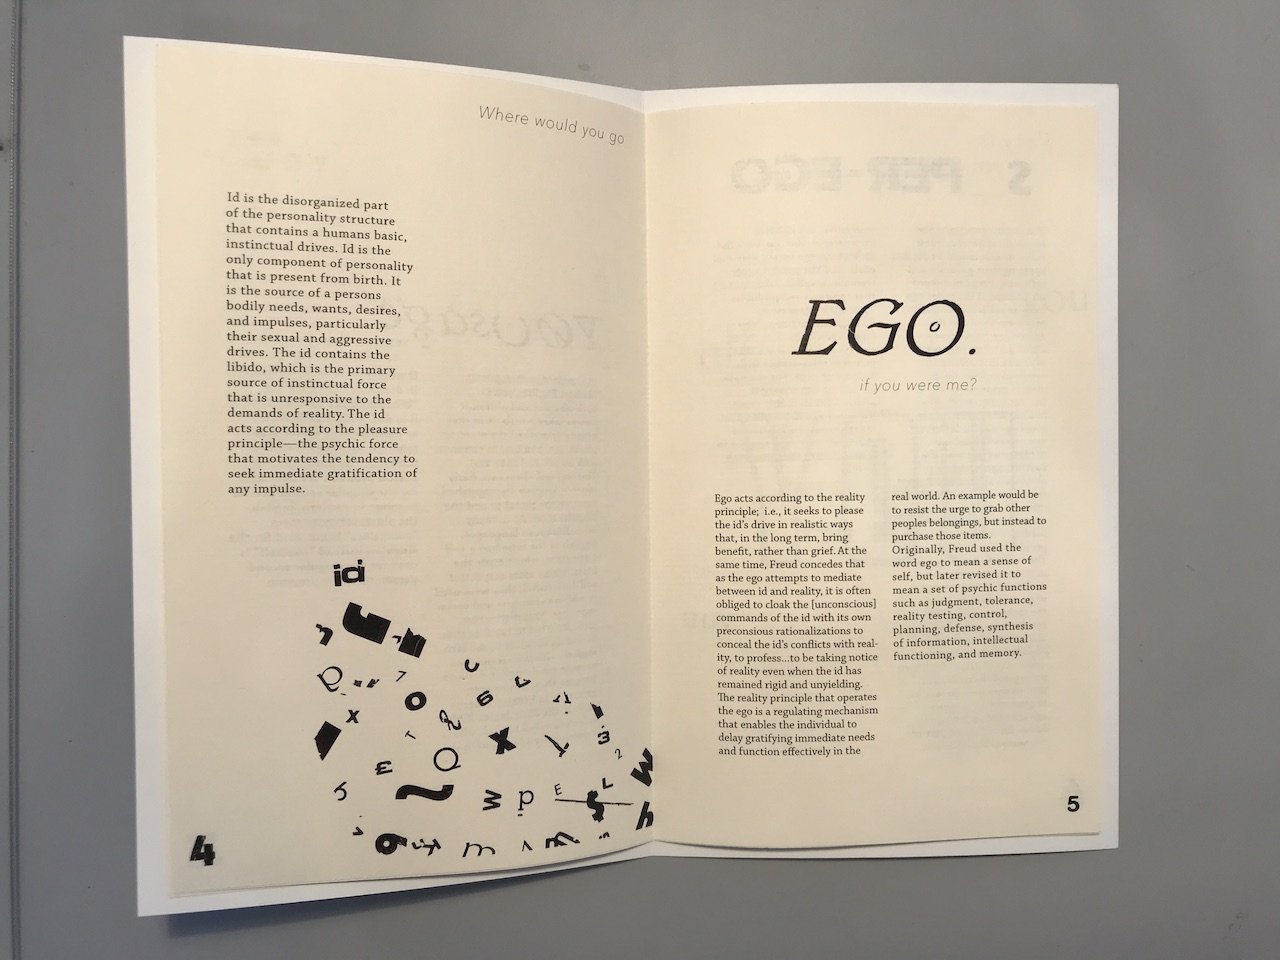 Where would you go
Id is the disorganized part
of the personality structure
that contains a humans basic,
instinctual drives. Id is the
only component of personality
that is present from birth. It
is the source of a persons
bodily needs, wants, desires,
and impulses, particularly
their sexual and aggressive
drives. The id contains the
libido, which is the primary
source of instinctual force
that is unresponsive to the
demands of reality. The id
acts according to the pleasure
principle—the psychic force
that motivates the tendency to
seek immediate gratification of
any impulse.
id
4
EGO.
if you were me?
Ego acts according to the reality
principle;  i.e., it seeks to please
the id's drive in realistic ways
that, in the long term, bring
benefit, rather than grief. At the
same time, Freud concedes that
as the ego attempts to mediate
between id and reality, it is often
obliged to cloak the [unconscious]
commands of the id with its own
preconsious rationalizations to
conceal the id's conflicts with real-
ity, to profess...to be taking notice
of reality even when the id has
remained rigid and unyielding.
The reality principle that operates
the ego is a regulating mechanism
that enables the individual to
delay gratifying immediate needs
and function effectively in the
real world. An example would be
to resist the urge to grab other
peoples belongings, but instead to
purchase those items.
Originally, Freud used the
word ego to mean a sense of
self, but later revised it to
mean a set of psychic functions
such as judgment, tolerance,
reality testing, control,
planning, defense, synthesis
of information, intellectual
functioning, and memory.
5